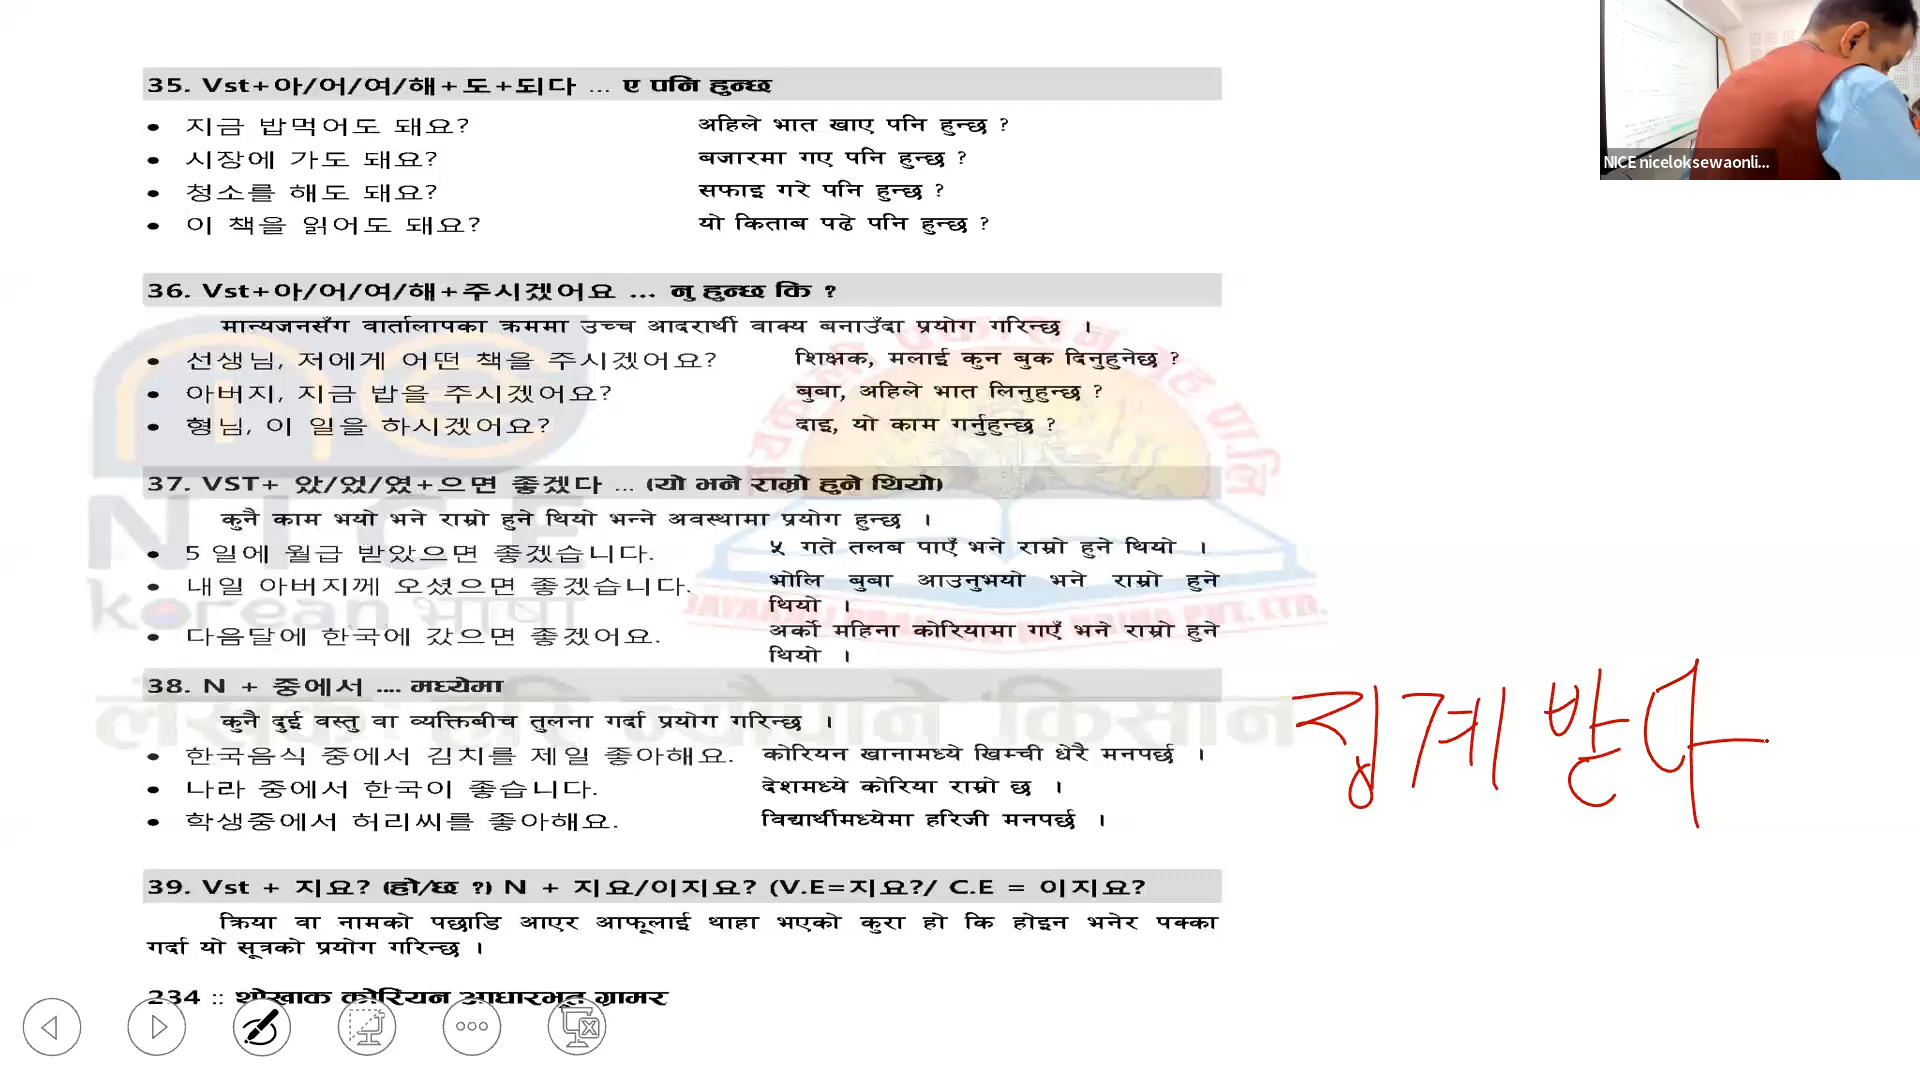 35. Vst+아/어/여/해+도+되다 ... ए पनि हुन्छ
• 지금 밥먹어도 돼요? अहिले भात खाए पनि हुन्छ ?
• 시장에 가도 돼요? बजारमा गए पनि हुन्छ ?
• 청소를 해도 돼요? सफाइ गरे पनि हुन्छ ?
• 이 책을 읽어도 돼요? यो किताब पढे पनि हुन्छ ?
36. Vst+아/어/여/해+주시겠어요 ... नु हुन्छ कि ?
मान्यजनसँग वार्तालापका क्रममा उच्च आदरार्थी वाक्य बनाउँदा प्रयोग गरिन्छ ।
• 선생님, 저에게 어떤 책을 주시겠어요? शिक्षक, मलाई कुन बुक दिनुहुनेछ ?
• 아버지, 지금 밥을 주시겠어요? बुबा, अहिले भात लिनुहुन्छ ?
• 형님, 이 일을 하시겠어요? दाइ, यो काम गर्नुहुन्छ ?
37. VST+ 았/었/였+으면 좋겠다 ... (यो भने राम्रो हुने थियो)
कुनै काम भयो भने राम्रो हुने थियो भन्ने अवस्थामा प्रयोग हुन्छ ।
• 5 일에 월급 받았으면 좋겠습니다. ५ गते तलब पाएँ भने राम्रो हुने थियो ।
• 내일 아버지께 오셨으면 좋겠습니다. भोलि बुबा आउनुभयो भने राम्रो हुने
थियो ।
• 다음달에 한국에 갔으면 좋겠어요. अर्को महिना कोरियामा गएँ भने राम्रो हुने
थियो ।
38. N + 중에서 .... मध्येमा
कुनै दुई वस्तु वा व्यक्तिबीच तुलना गर्दा प्रयोग गरिन्छ ।
• 한국음식 중에서 김치를 제일 좋아해요. कोरियन खानामध्ये खिम्ची धेरै मनपर्छ ।
• 나라 중에서 한국이 좋습니다. देशमध्ये कोरिया राम्रो छ ।
• 학생중에서 허리씨를 좋아해요. विद्यार्थीमध्येमा हरिजी मनपर्छ ।
39. Vst + 지요? (हो/छ ?) N + 지요/이지요? (V.E=지요?/ C.E = 이지요?
क्रिया वा नामको पछाडि आएर आफूलाई थाहा भएको कुरा हो कि होइन भनेर पक्का
गर्दा यो सूत्रको प्रयोग गरिन्छ ।
234 :: थोखाक कोरियन आधारभूत ग्रामर
징계 받다
NICE niceloksewaonli...
NICE
korean भाषा
लेखक: हरि न्यौपाने किसान